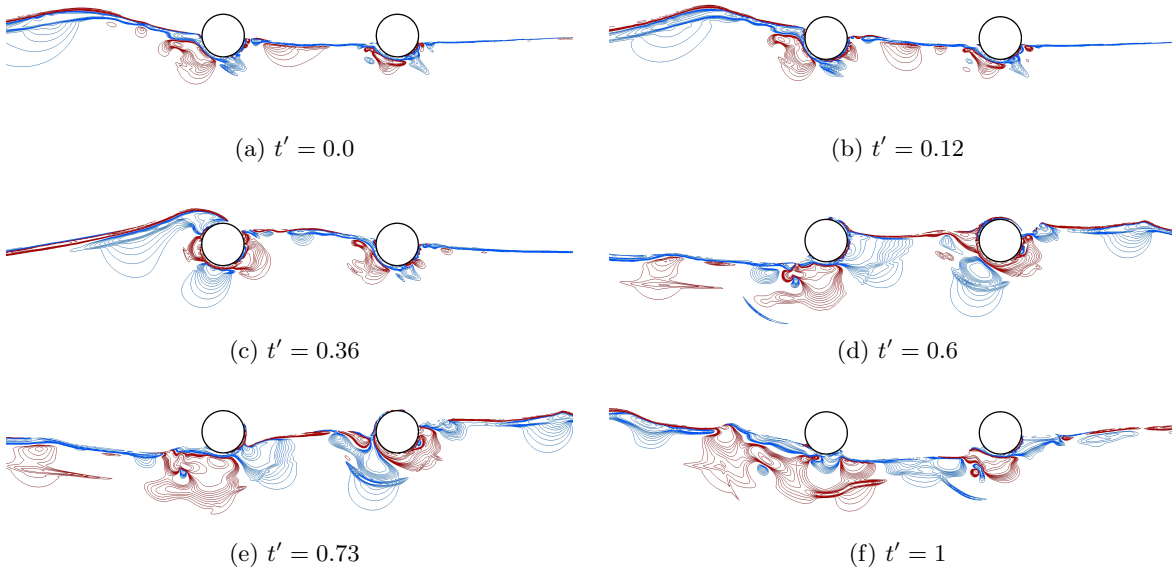 (a) t′ = 0.0
(b) t′ = 0.12
(c) t′ = 0.36
(d) t′ = 0.6
(e) t′ = 0.73
(f) t′ = 1